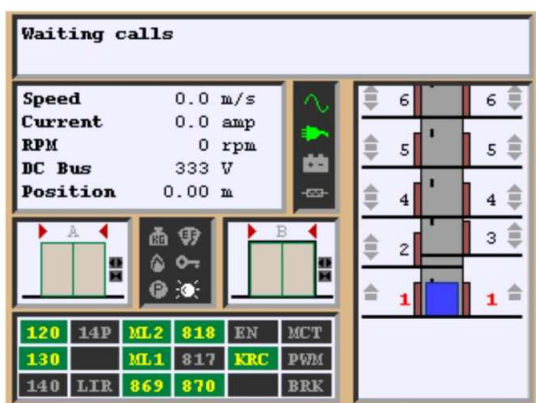 Waiting calls
Speed 0.0 m/s
Current 0.0 amp
RPM 0 rpm
DC Bus 333 V
Position 0.00 m
A
KG
P
B
120 14P ML2 818 EN MCT
130 ML1 817 KRC PWM
140 LIR 869 870 BRK
6 6
5 5
4 4
2 3
1 1